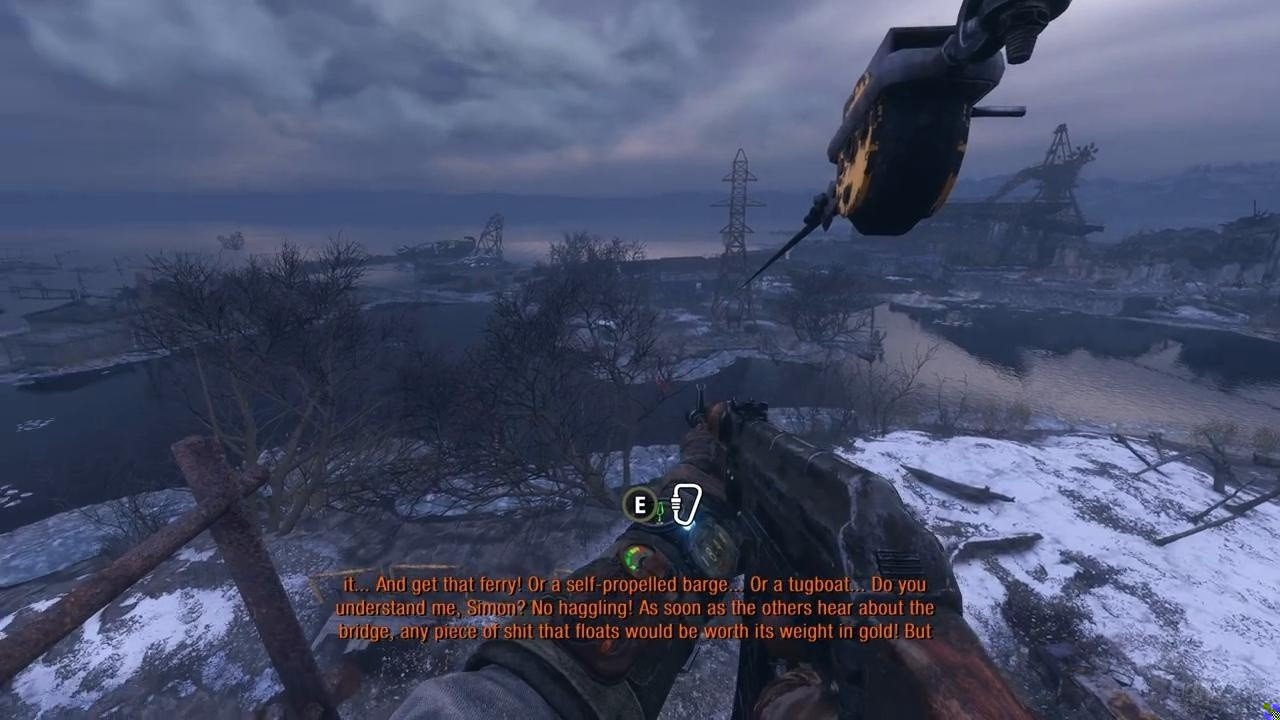 E
it... And get that ferry! Or a self-propelled barge... Or a tugboat... Do you
understand me, Simon? No haggling! As soon as the others hear about the
bridge, any piece of shit that floats would be worth its weight in gold! But